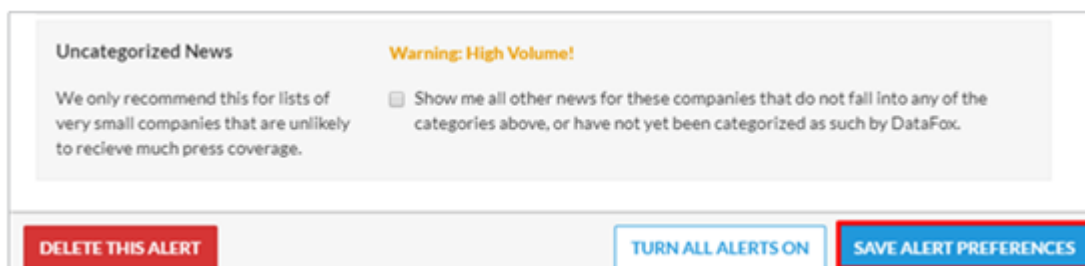 Uncategorized News
Warning: High Volume!
We only recommend this for lists of
very small companies that are unlikely
to recieve much press coverage.
Show me all other news for these companies that do not fall into any of the
categories above, or have not yet been categorized as such by DataFox.
DELETE THIS ALERT
TURN ALL ALERTS ON
SAVE ALERT PREFERENCES